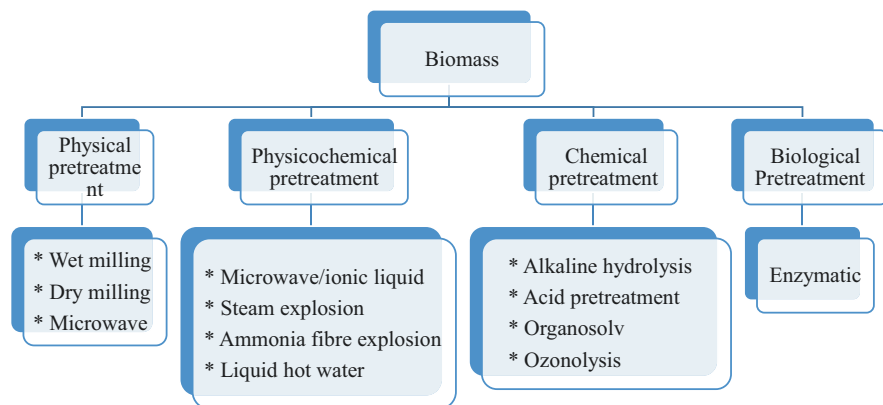 Biomass
Physical
pretreatme
nt
Physicochemical
pretreatment
Chemical
pretreatment
Biological
Pretreatment
* Wet milling
* Dry milling
* Microwave
* Microwave/ionic liquid
* Steam explosion
* Ammonia fibre explosion
* Liquid hot water
* Alkaline hydrolysis
* Acid pretreatment
* Organosolv
* Ozonolysis
Enzymatic